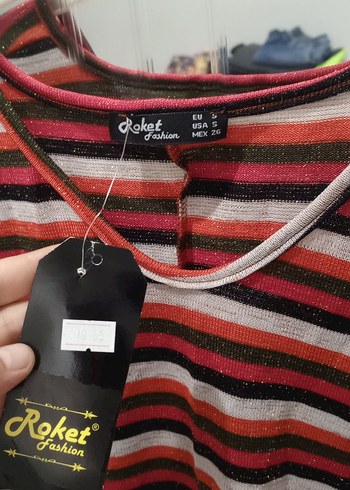 Roket
Fashion
EU S
USA S
MEX 26
Roket®
Fashion